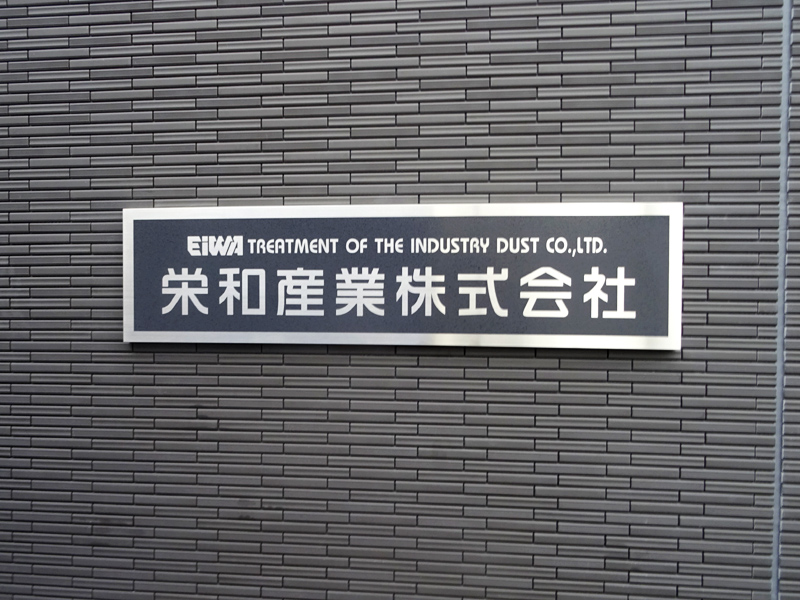 EiWA TREATMENT OF THE INDUSTRY DUST CO.,LTD.
栄和産業株式会社